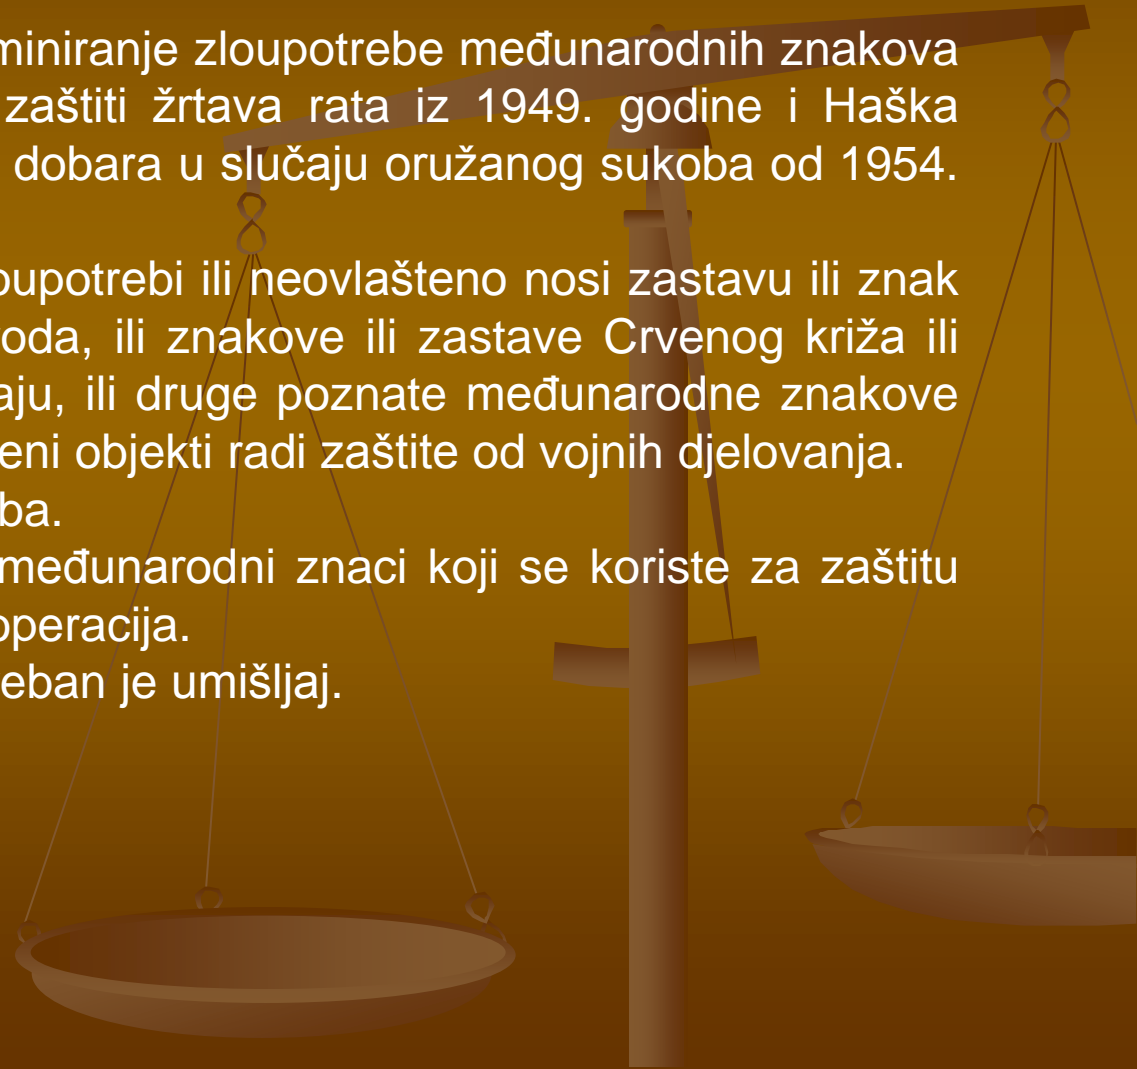 miniranje zloupotrebe međunarodnih znakova
zaštiti žrtava rata iz 1949. godine i Haška
dobara u slučaju oružanog sukoba od 1954.
oupotrebi ili neovlašteno nosi zastavu ili znak
oda, ili znakove ili zastave Crvenog križa ili
aju, ili druge poznate međunarodne znakove
eni objekti radi zaštite od vojnih djelovanja.
ba.
međunarodni znaci koji se koriste za zaštitu
operacija.
eban je umišljaj.